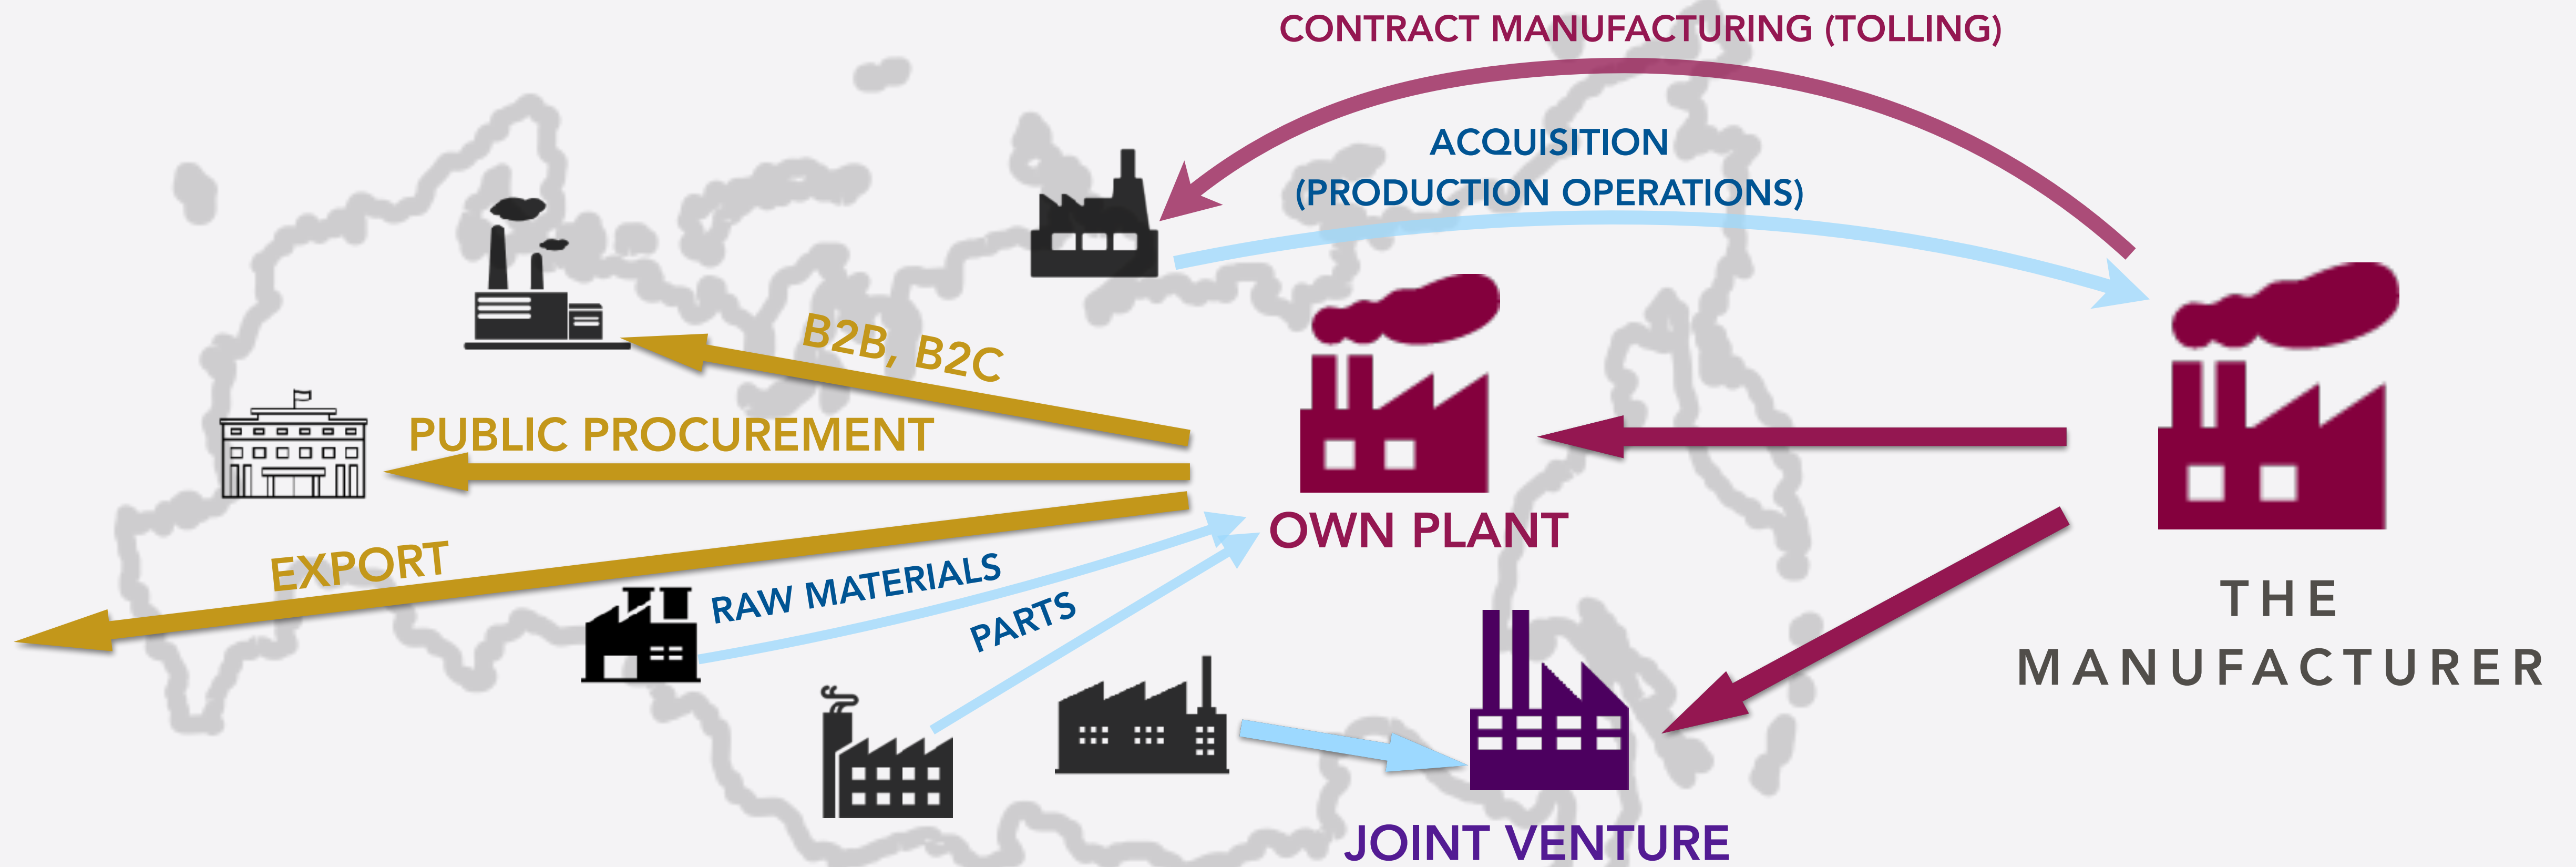 CONTRACT MANUFACTURING (TOLLING)
ACQUISITION
(PRODUCTION OPERATIONS)
B2B, B2C
PUBLIC PROCUREMENT
EXPORT
RAW MATERIALS
PARTS
OWN PLANT
THE
MANUFACTURER
JOINT VENTURE